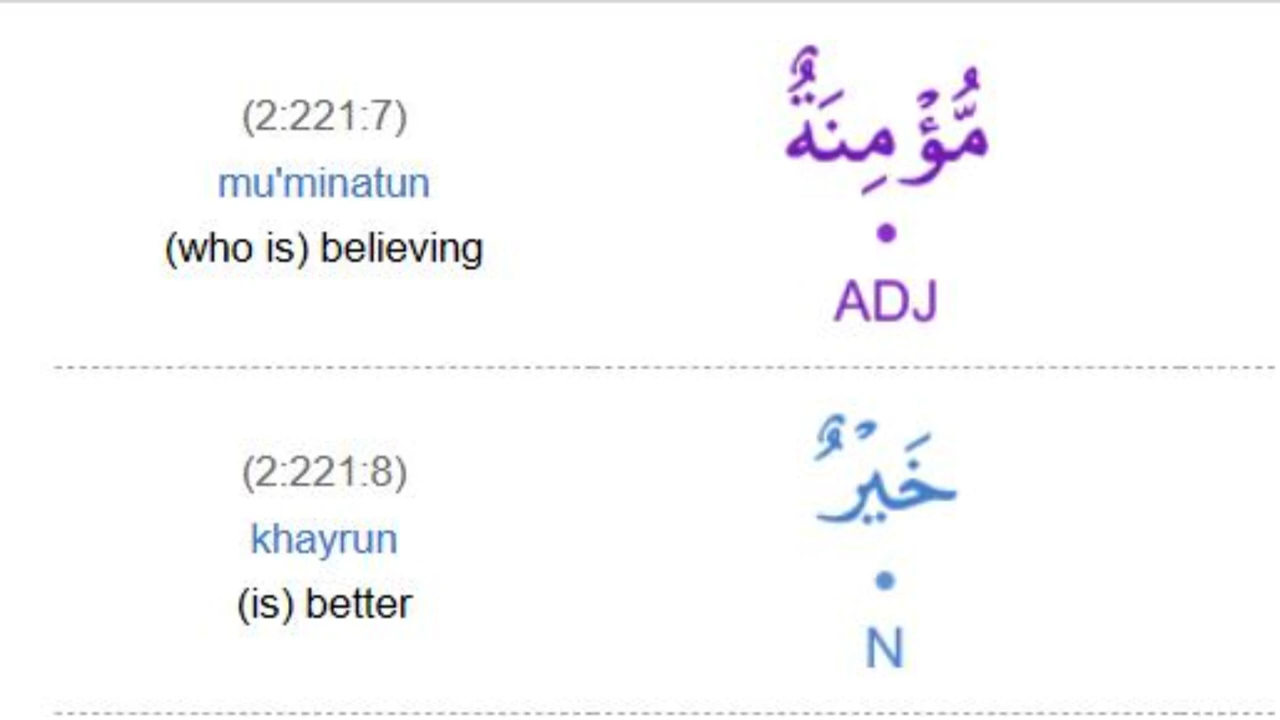 (2:221:7)
mu'minatun
(who is) believing
مُّؤْمِنَةٌ
ADJ
(2:221:8)
khayrun
(is) better
خَيْرٌ
N